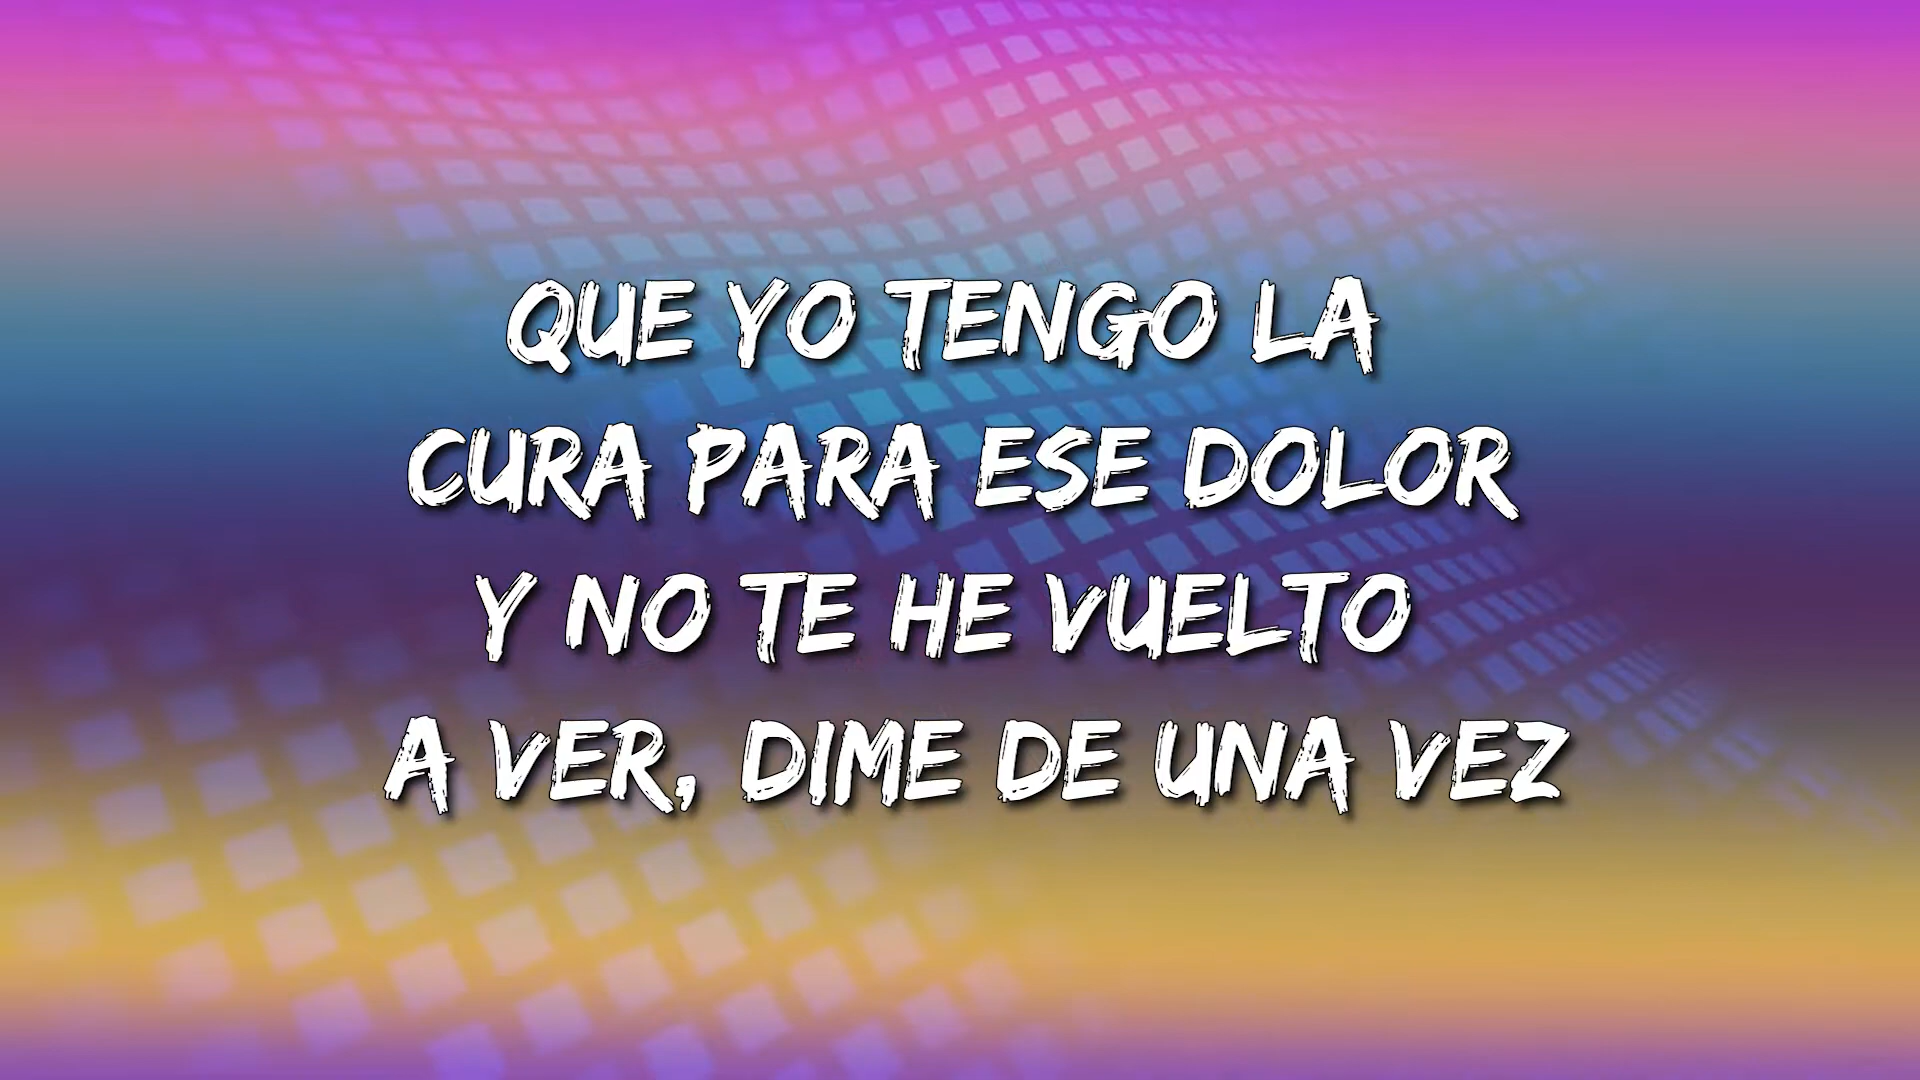 QUE YO TENGO LA
CURA PARA ESE DOLOR
Y NO TE HE VUELTO
A VER, DIME DE UNA VEZ